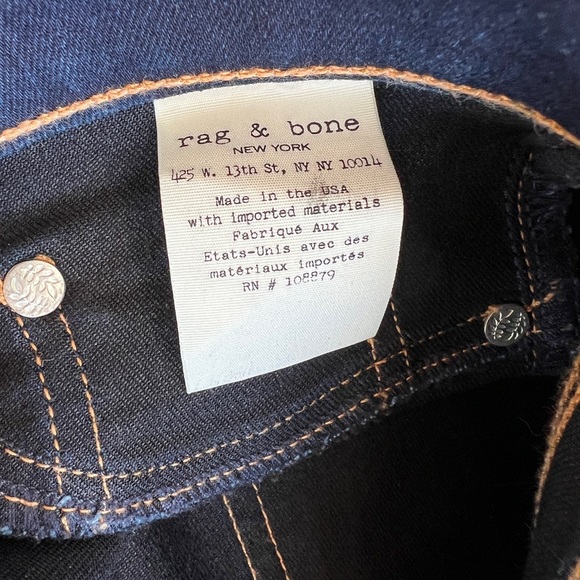 rag & bone
NEW YORK
425 W. 13th St, NY NY 10014
Made in the USA
with imported materials
Fabriqué Aux
Etats-Unis avec des
matériaux importés
RN # 108879